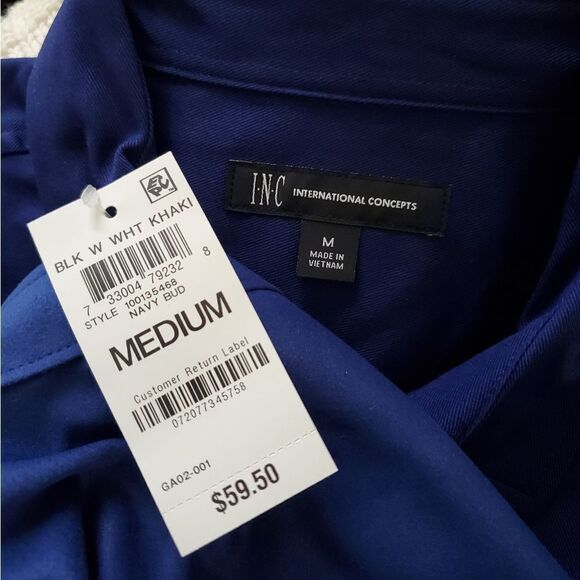 I·N·C INTERNATIONAL CONCEPTS
M
MADE IN
VIETNAM
EPC
BLK W WHT KHAKI
7 33004 79232 8
STYLE 100135468
NAVY BUD
MEDIUM
Customer Return Label
072077345758
GA02-001
$59.50